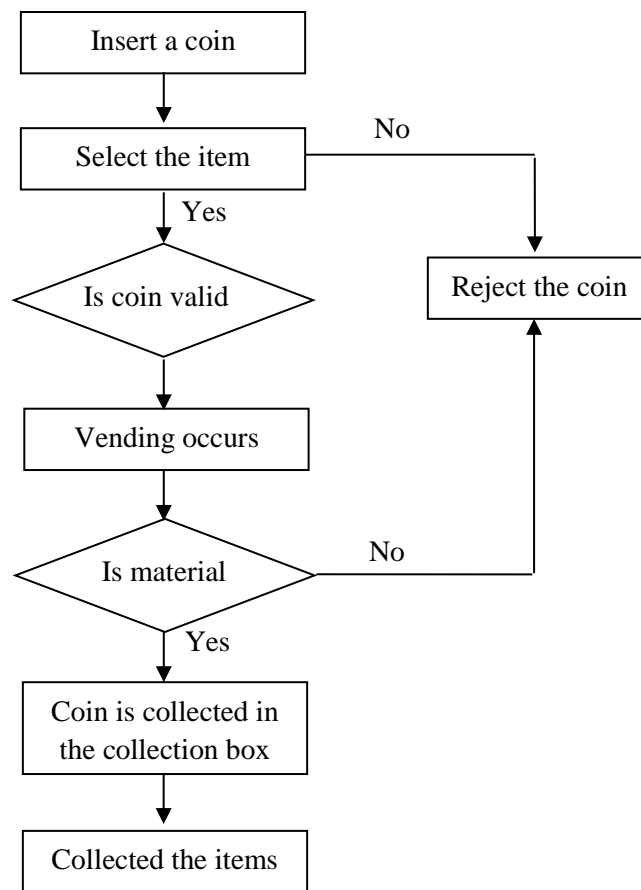 Insert a coin
No
Select the item
Yes
Is coin valid
Reject the coin
Vending occurs
Is material
No
Yes
Coin is collected in
the collection box
Collected the items